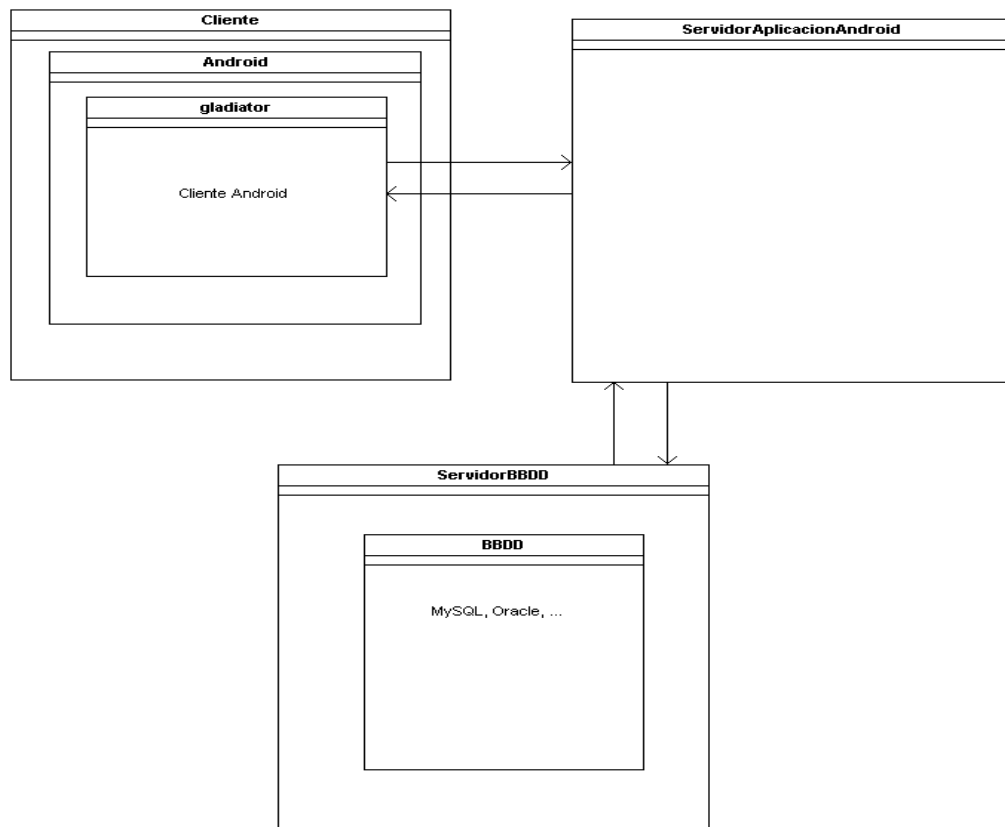 Cliente
ServidorAplicacionAndroid
Android
gladiator
Cliente Android
ServidorBBDD
BBDD
MySQL, Oracle, ...